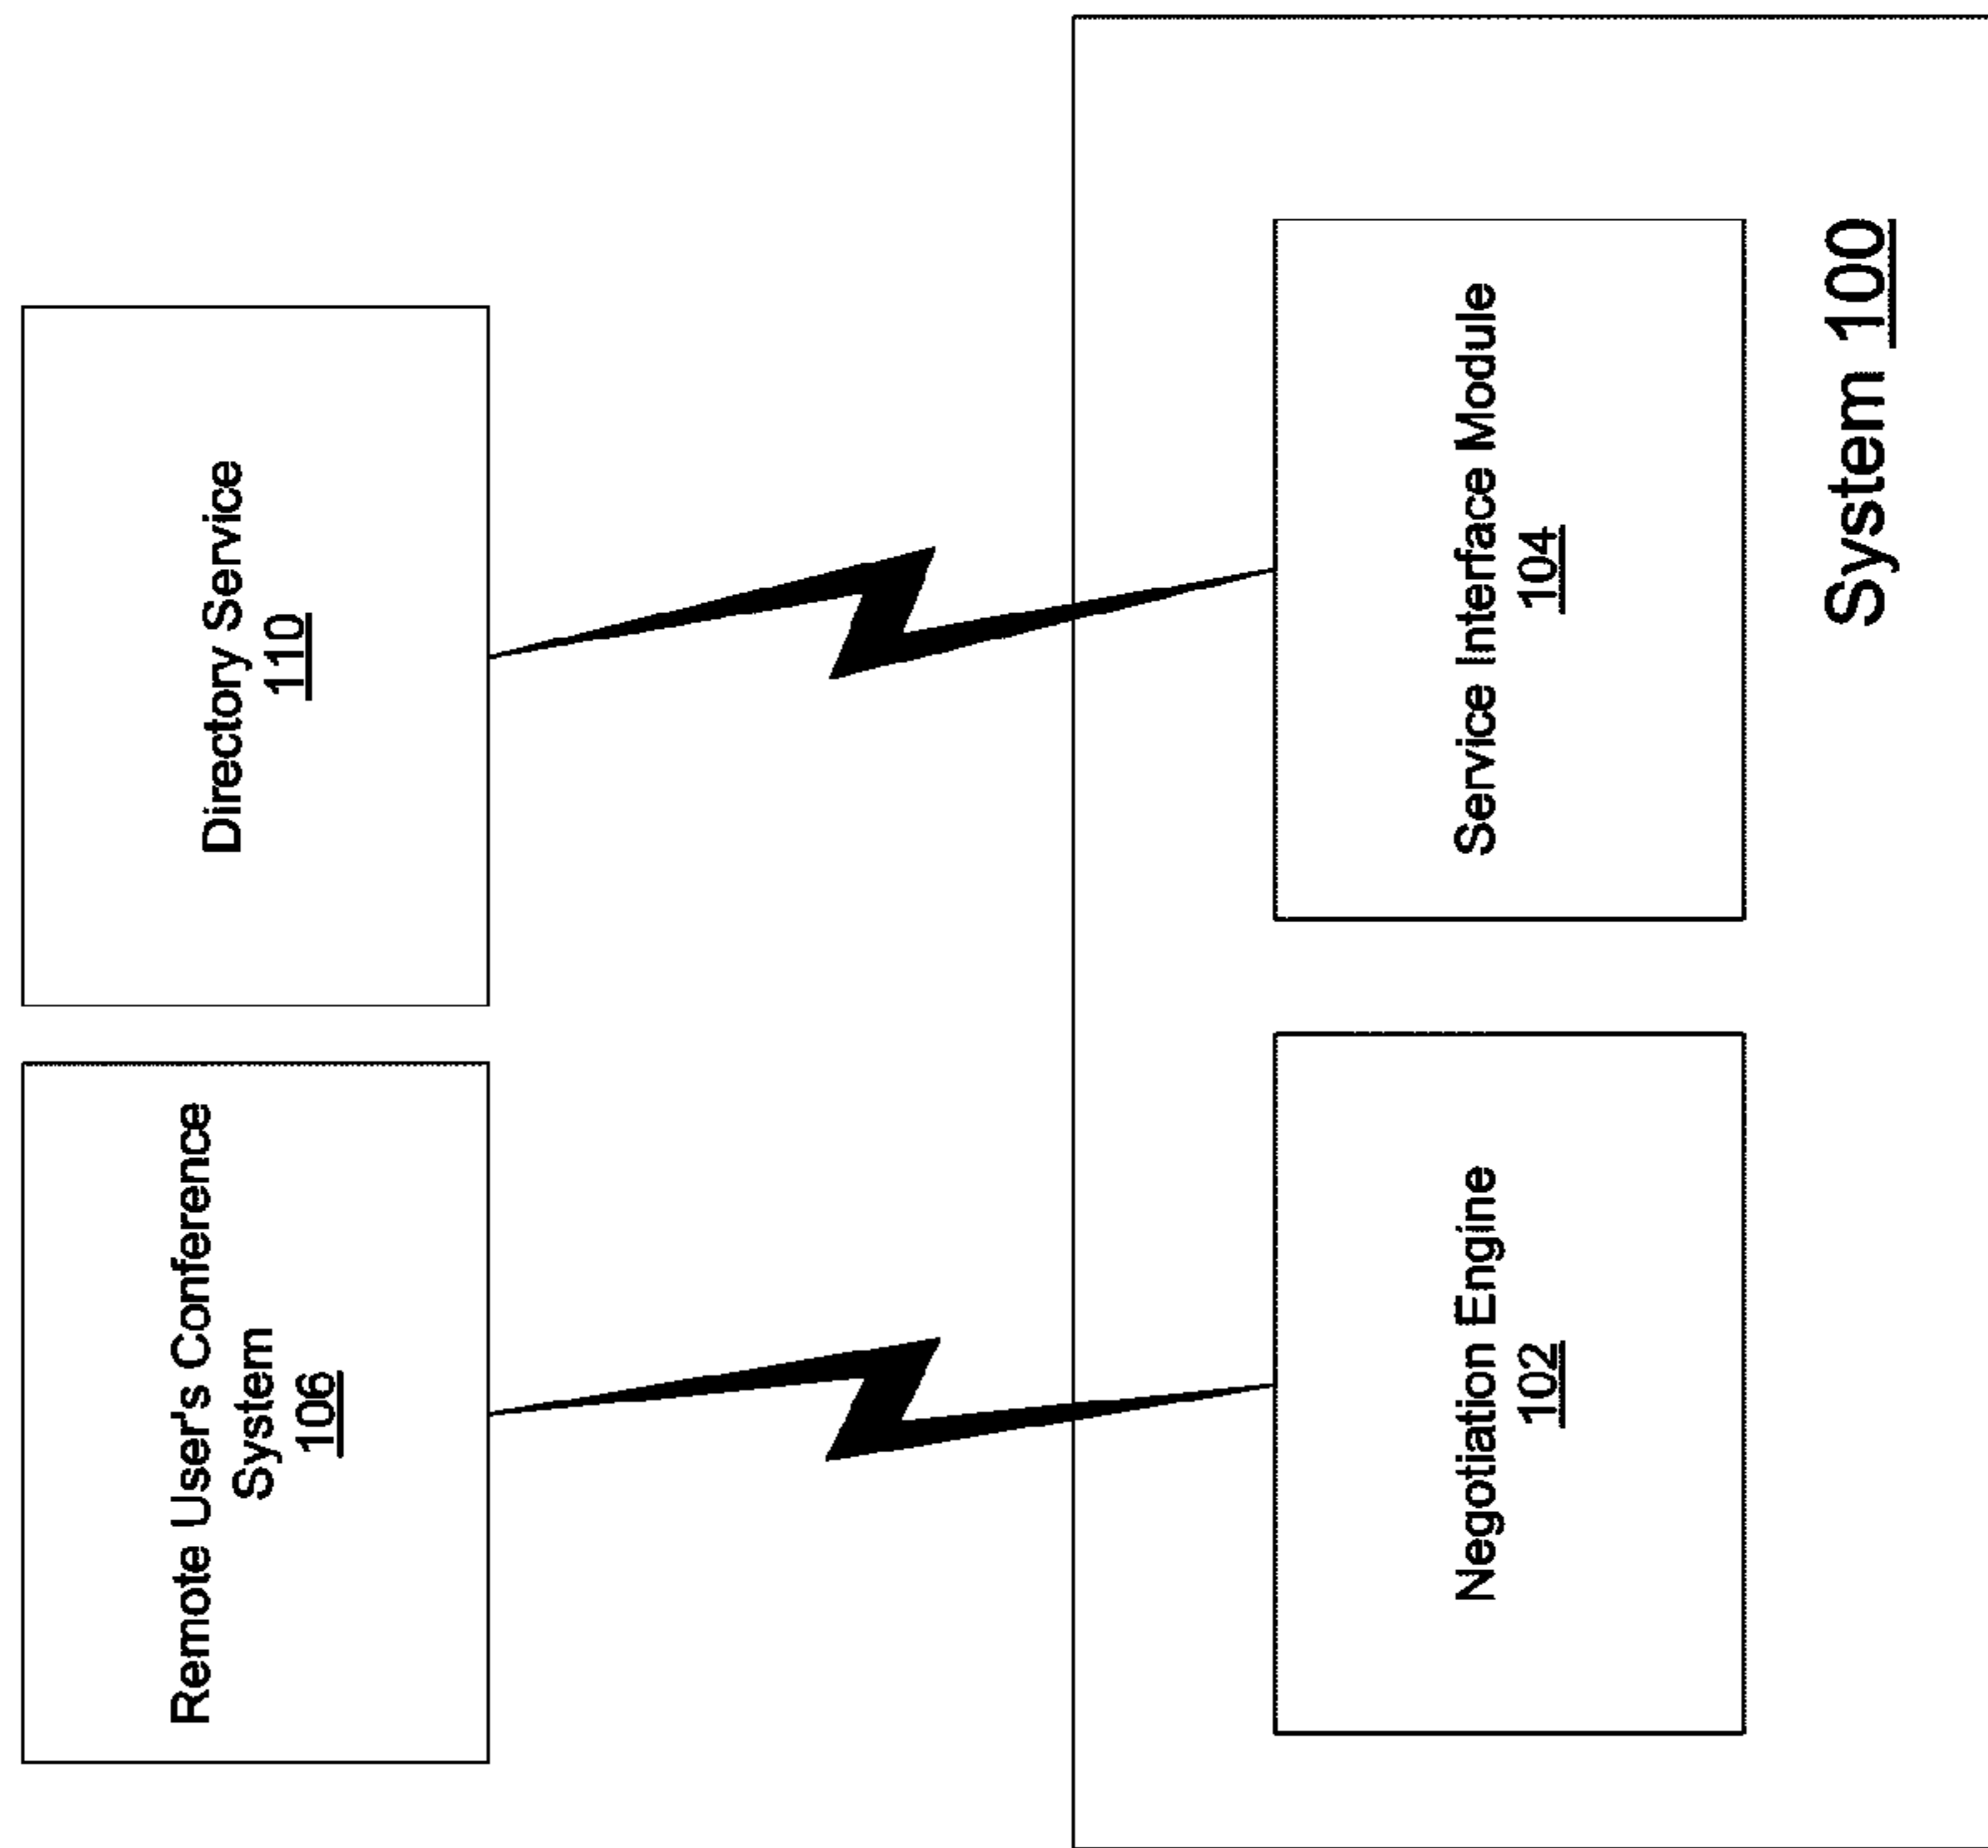 Remote User's Conference
System
106
Directory Service
110
Negotiation Engine
102
Service Interface Module
104
System 100